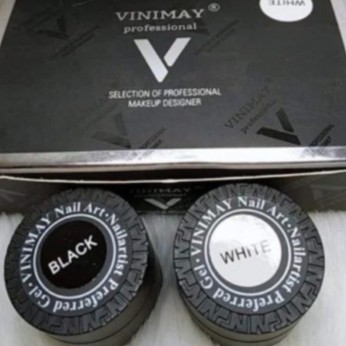 VINIMAY®
professional
V
SELECTION OF PROFESSIONAL
MAKEUP DESIGNER
WHITE
VINIMAY
professional
VINIMAY Nail Art·Nailartist Preferred Gel·
BLACK
VINIMAY Nail Art·Nailartist Preferred Gel·
WHITE